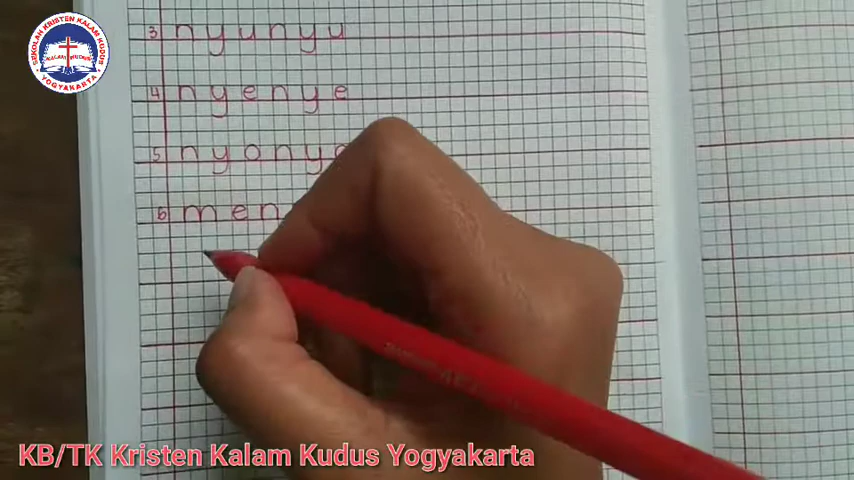 SEKOLAH KRISTEN KALAM KUDUS
KALAM KUDUS
YOGYAKARTA
3 nyunyu
4 nyenye
5 nyonyo
6 men
KB/TK Kristen Kalam Kudus Yogyakarta